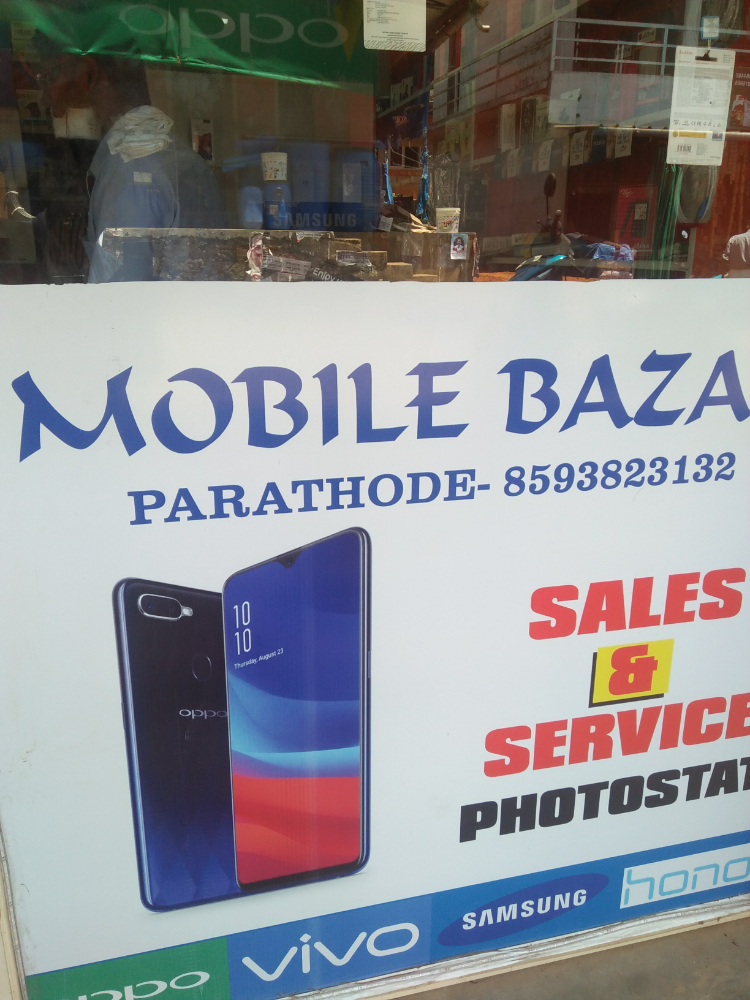 oppo
SAMSUNG
Enjoy
MOBILE BAZA
PARATHODE- 8593823132
10
10
Thursday, August 23
oppo
SALES
&
SERVICE
PHOTOSTAT
oppo vivo SAMSUNG hono